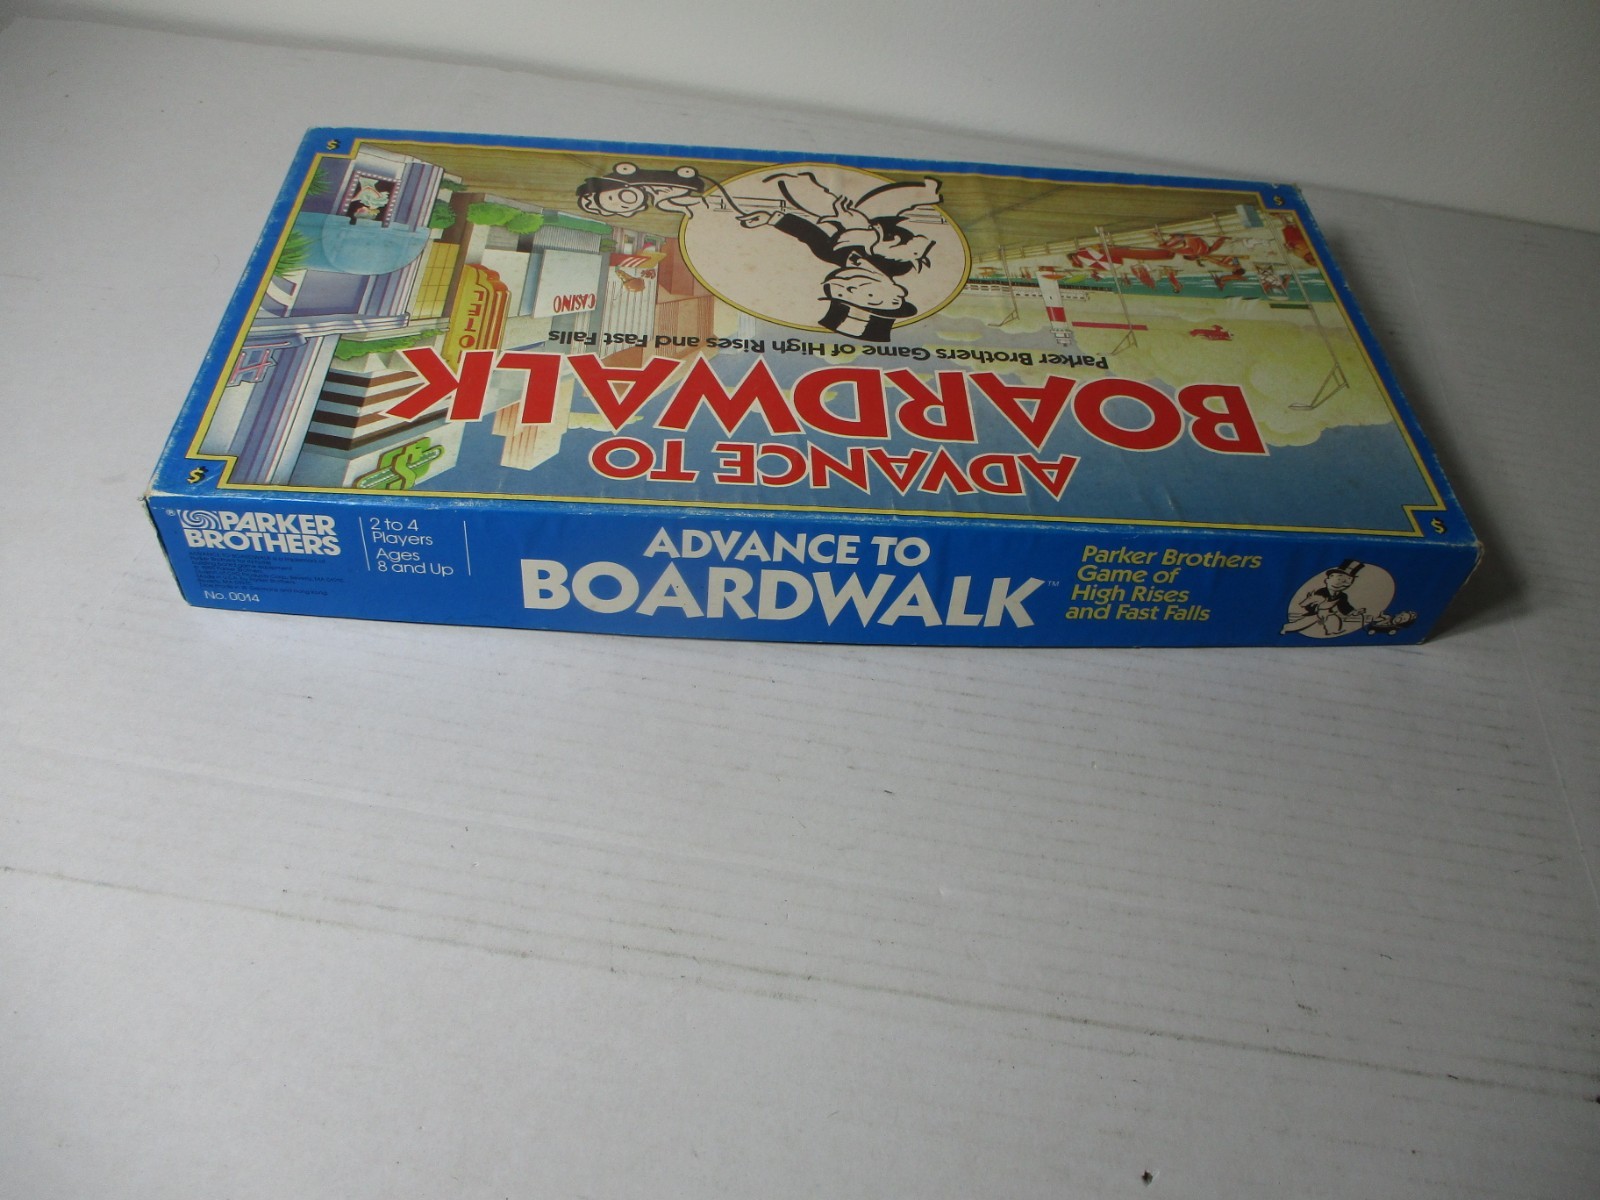 $
$
CASINO
Parker Brothers Game of High Rises and Fast Falls
ADVANCE TO
BOARDWALK
$
$
® PARKER
BROTHERS
No. 0014
2 to 4
Players
Ages
8 and Up
ADVANCE TO
BOARDWALK™
Parker Brothers
Game of
High Rises
and Fast Falls